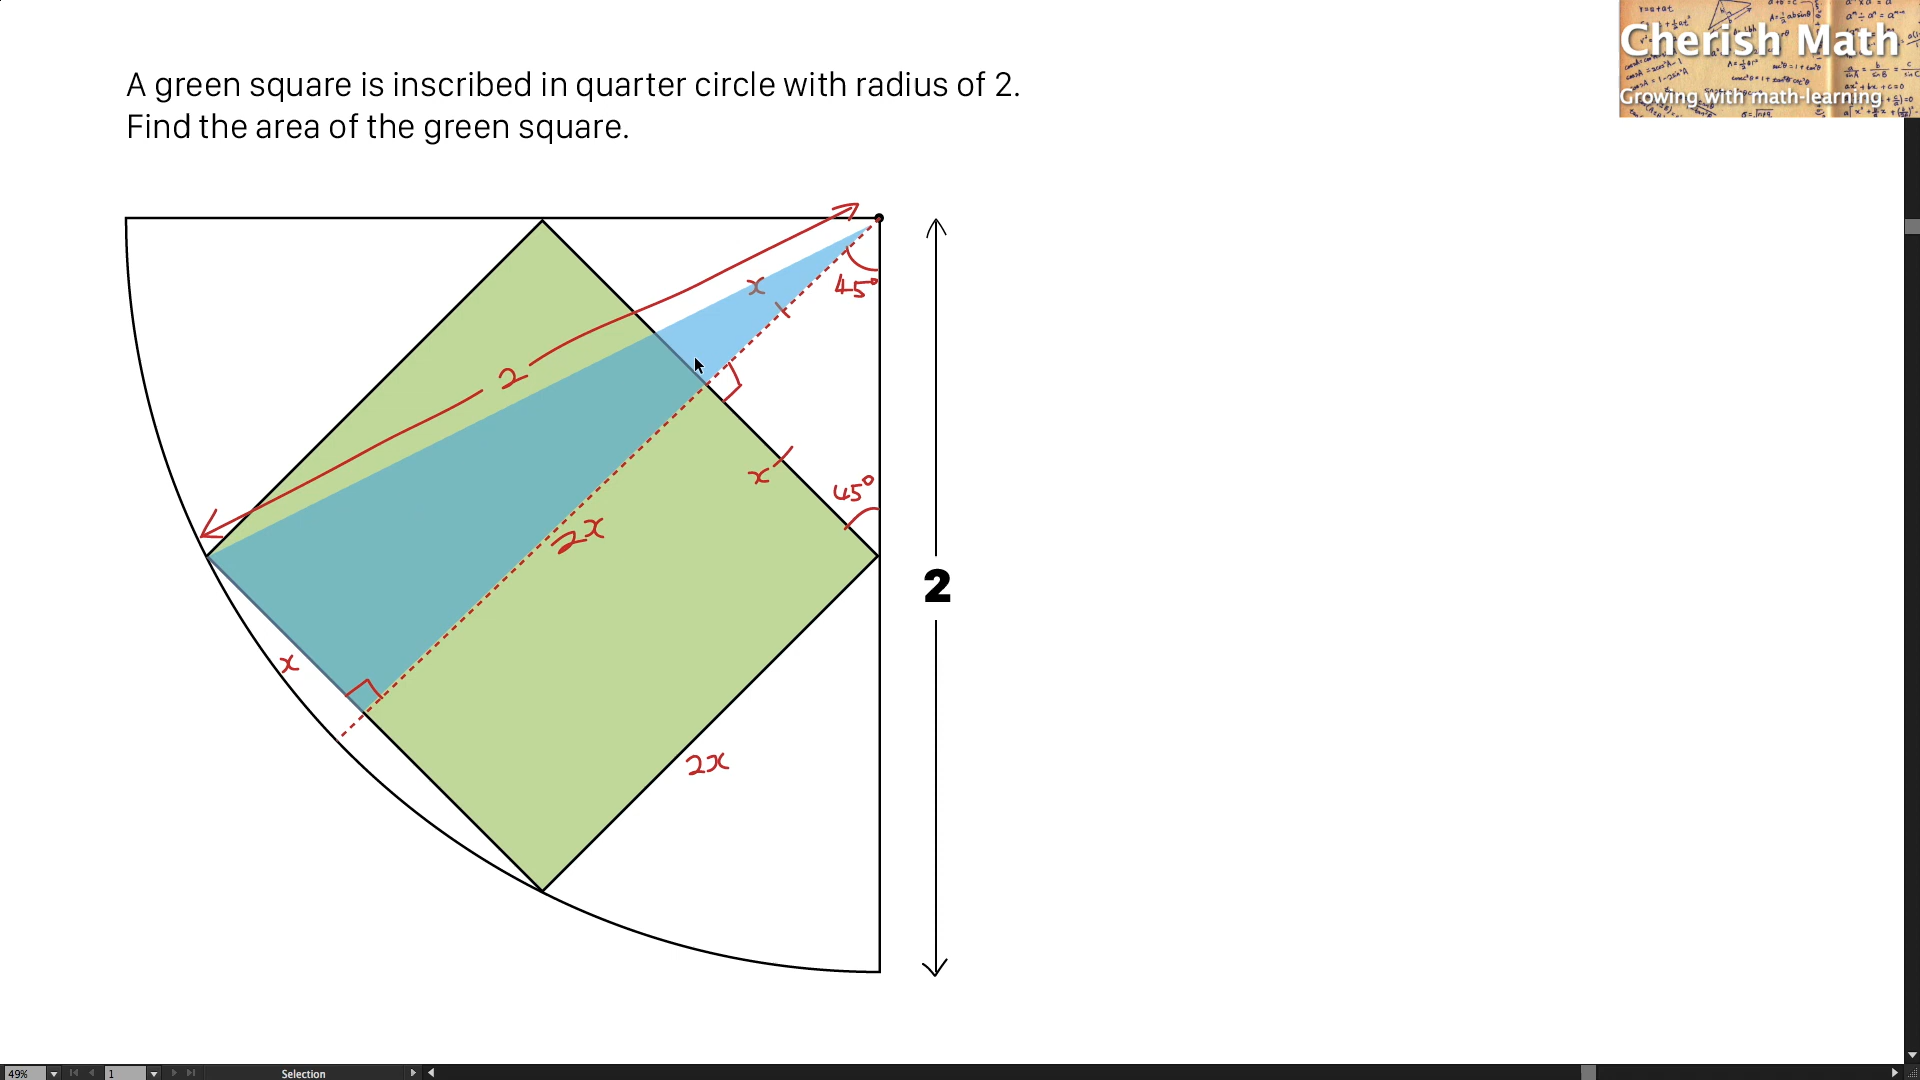 A green square is inscribed in quarter circle with radius of 2.
Find the area of the green square.
Cherish Math
Growing with math-learning
x
45°
2
x
45°
2x
2
x
2x
49%
1
Selection